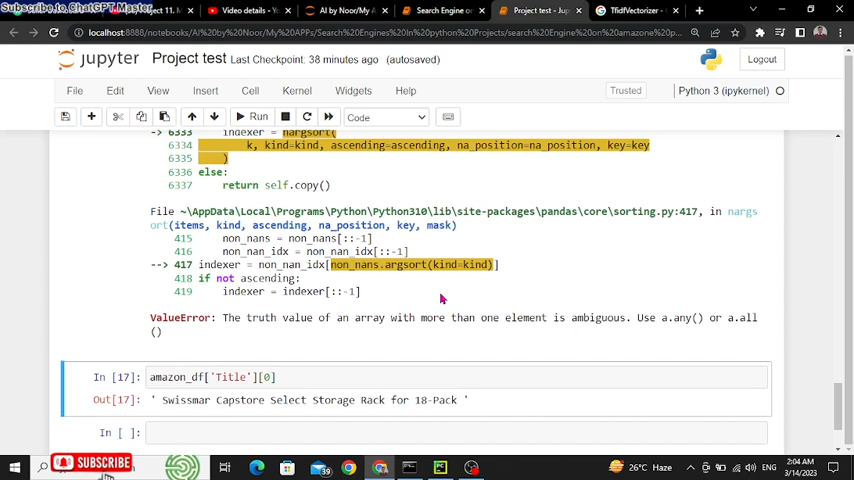 Subscribe to ChatGPT Master
Project 11. M
Video details - Y
AI by Noor/My A
Search Engine on
Project test - Jup
TfidfVectorizer - C
localhost:8888/notebooks/AI%20by%20Noor/My%20APPs/Search%20Engines%20In%20python%20Projects/search%20Engine%20on%20amazone%20p...
jupyter Project test Last Checkpoint: 38 minutes ago (autosaved)
Logout
File Edit View Insert Cell Kernel Widgets Help
Trusted
Python 3 (ipykernel)
Run
Code
-> 6333 indexer = nargsort(
6334 k, kind=kind, ascending=ascending, na_position=na_position, key=key
6335 )
6336 else:
6337 return self.copy()
File ~\AppData\Local\Programs\Python\Python310\lib\site-packages\pandas\core\sorting.py:417, in nargs
ort(items, kind, ascending, na_position, key, mask)
415 non_nans = non_nans[::-1]
416 non_nan_idx = non_nan_idx[::-1]
--> 417 indexer = non_nan_idx[non_nans.argsort(kind=kind)]
418 if not ascending:
419 indexer = indexer[::-1]
ValueError: The truth value of an array with more than one element is ambiguous. Use a.any() or a.all
()
In [17]: amazon_df['Title'][0]
Out[17]: ' Swissmar Capstore Select Storage Rack for 18-Pack '
In [ ]:
SUBSCRIBE
39
26°C Haze
ENG
2:04 AM
3/14/2023